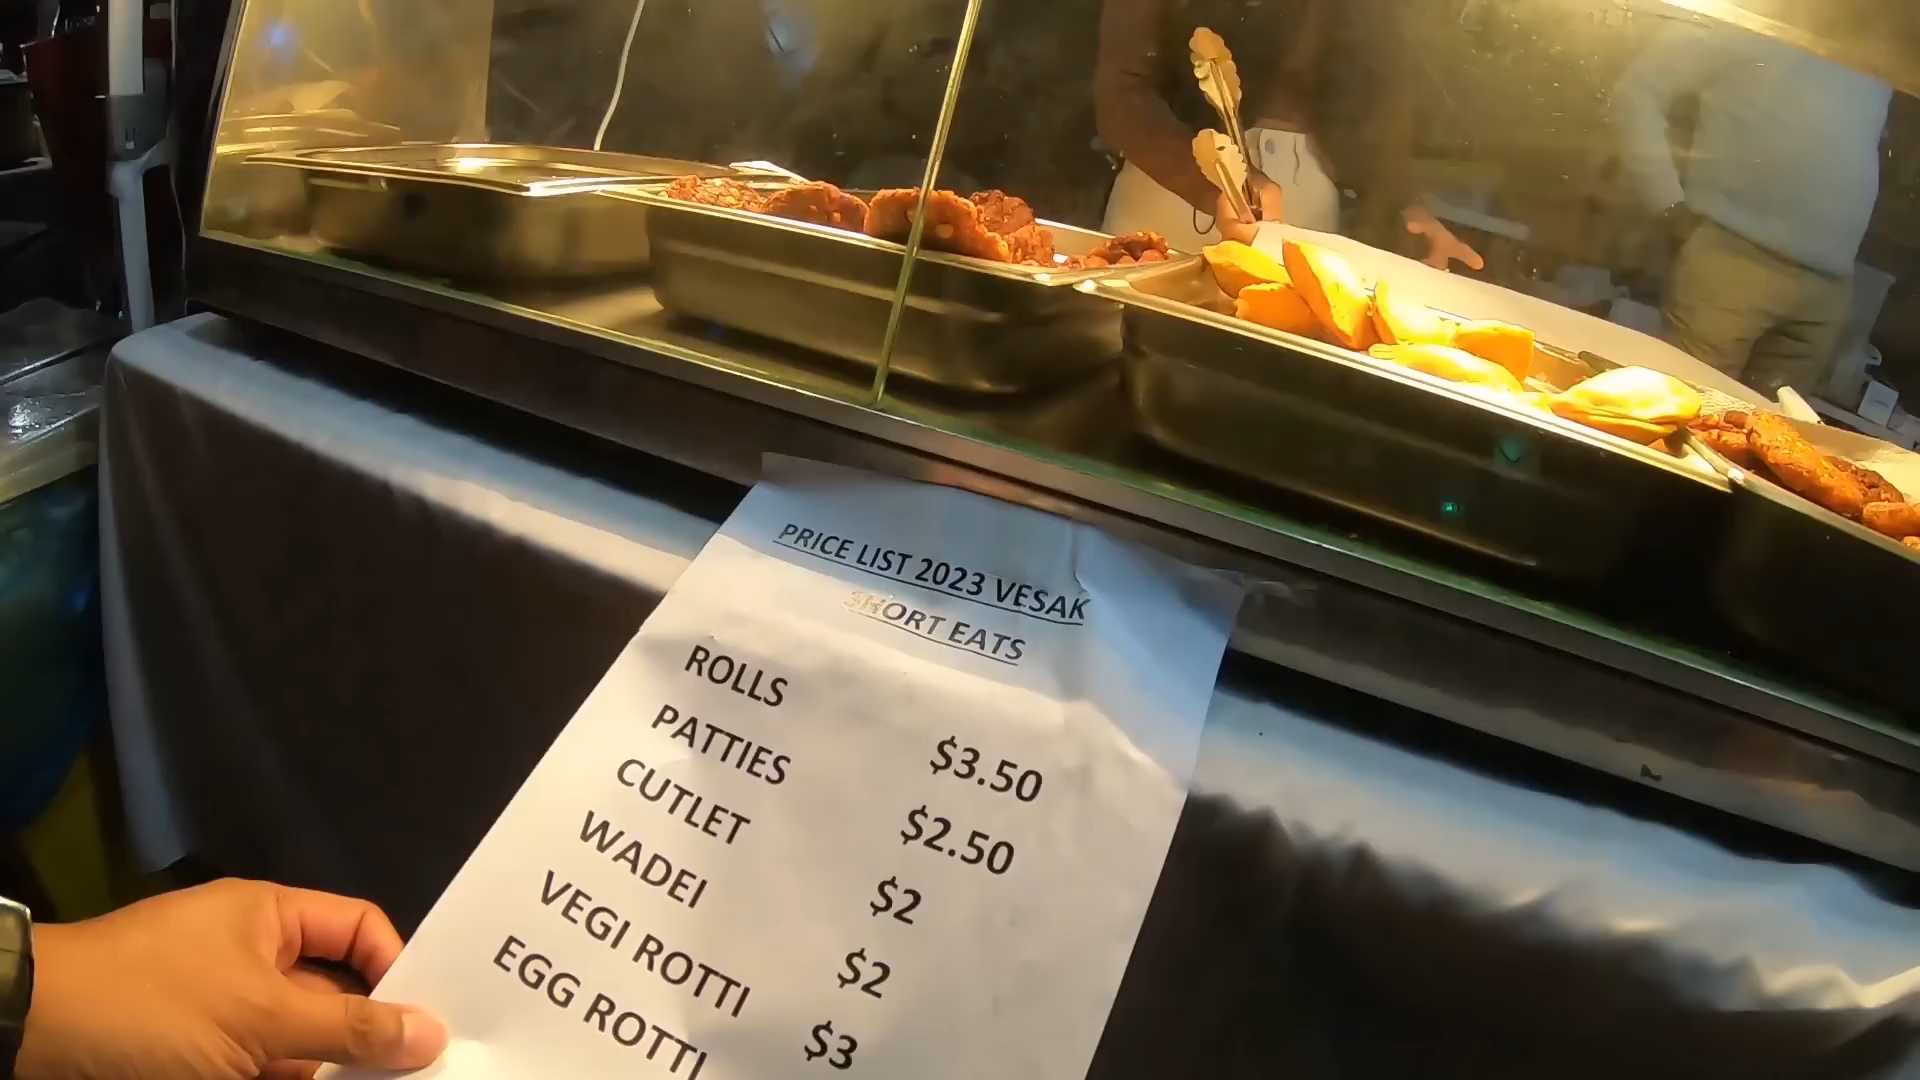 PRICE LIST 2023 VESAK
SHORT EATS
ROLLS $3.50
PATTIES $2.50
CUTLET $2
WADEI $2
VEGI ROTTI $3
EGG ROTTI